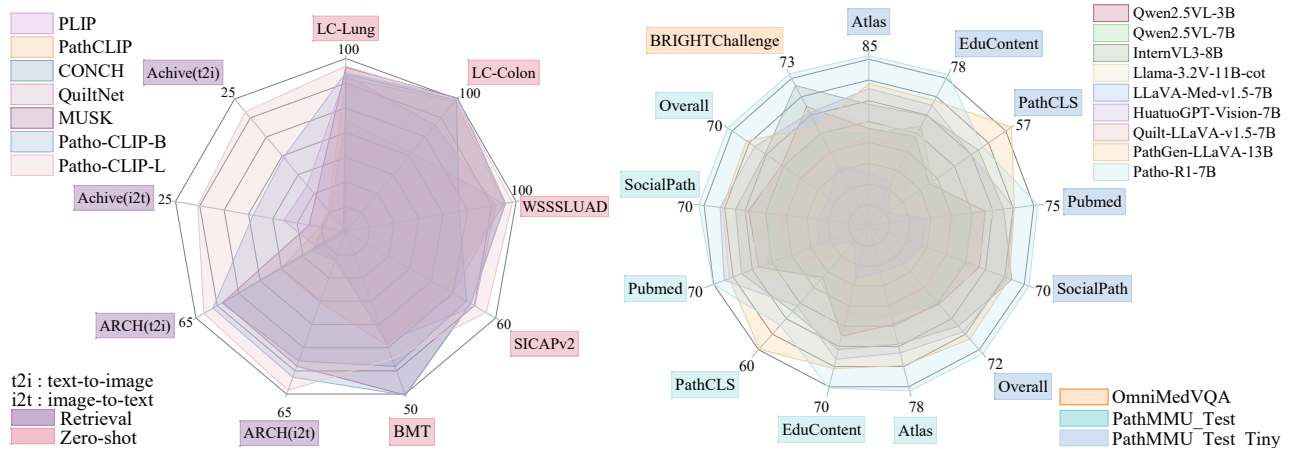 PLIP
PathCLIP
CONCH
QuiltNet
MUSK
Patho-CLIP-B
Patho-CLIP-L
LC-Lung
100
LC-Colon
100
100
WSSSLUAD
60
SICAPv2
50
BMT
65
ARCH(i2t)
65
ARCH(t2i)
25
Achive(i2t)
25
Achive(t2i)
t2i : text-to-image
i2t : image-to-text
Retrieval
Zero-shot
Atlas
85
EduContent
78
PathCLS
57
75
Pubmed
70
SocialPath
72
Overall
78
Atlas
70
EduContent
60
PathCLS
70
Pubmed
70
SocialPath
70
Overall
73
BRIGHTChallenge
Qwen2.5VL-3B
Qwen2.5VL-7B
InternVL3-8B
Llama-3.2V-11B-cot
LLaVA-Med-v1.5-7B
HuatuoGPT-Vision-7B
Quilt-LLaVA-v1.5-7B
PathGen-LLaVA-13B
Patho-R1-7B
OmniMedVQA
PathMMU_Test
PathMMU_Test_Tiny